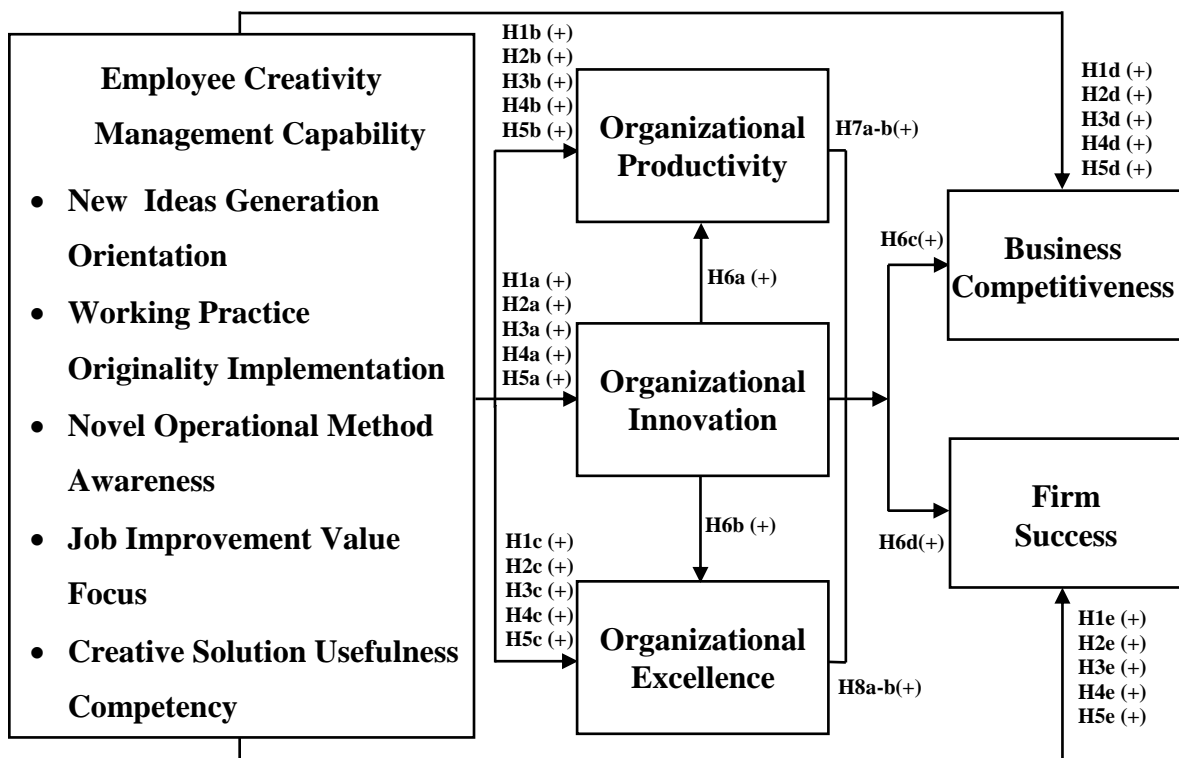 Employee Creativity
Management Capability
• New Ideas Generation
Orientation
• Working Practice
Originality Implementation
• Novel Operational Method
Awareness
• Job Improvement Value
Focus
• Creative Solution Usefulness
Competency
H1b (+)
H2b (+)
H3b (+)
H4b (+)
H5b (+)
H1a (+)
H2a (+)
H3a (+)
H4a (+)
H5a (+)
H1c (+)
H2c (+)
H3c (+)
H4c (+)
H5c (+)
Organizational
Productivity
H6a (+)
Organizational
Innovation
H6b (+)
Organizational
Excellence
H7a-b(+)
H8a-b(+)
H6c(+)
H6d(+)
H1d (+)
H2d (+)
H3d (+)
H4d (+)
H5d (+)
Business
Competitiveness
Firm
Success
H1e (+)
H2e (+)
H3e (+)
H4e (+)
H5e (+)